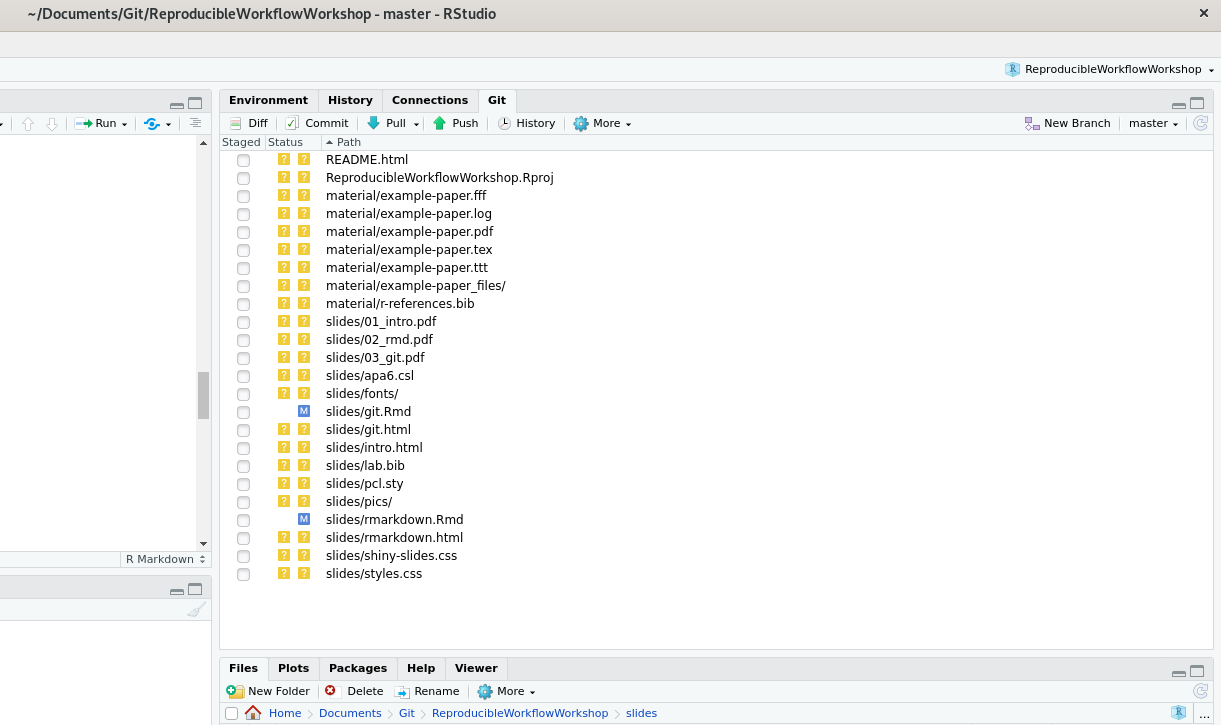 ~/Documents/Git/ReproducibleWorkflowWorkshop - master - RStudio
ReproducibleWorkflowWorkshop
Environment History Connections Git
Run
Diff Commit Pull Push History More New Branch master
Staged Status Path
? ? README.html
? ? ReproducibleWorkflowWorkshop.Rproj
? ? material/example-paper.fff
? ? material/example-paper.log
? ? material/example-paper.pdf
? ? material/example-paper.tex
? ? material/example-paper.ttt
? ? material/example-paper_files/
? ? material/r-references.bib
? ? slides/01_intro.pdf
? ? slides/02_rmd.pdf
? ? slides/03_git.pdf
? ? slides/apa6.csl
? ? slides/fonts/
M slides/git.Rmd
? ? slides/git.html
? ? slides/intro.html
? ? slides/lab.bib
? ? slides/pcl.sty
? ? slides/pics/
M slides/rmarkdown.Rmd
? ? slides/rmarkdown.html
? ? slides/shiny-slides.css
? ? slides/styles.css
R Markdown
Files Plots Packages Help Viewer
New Folder Delete Rename More
Home Documents Git ReproducibleWorkflowWorkshop slides
R ...